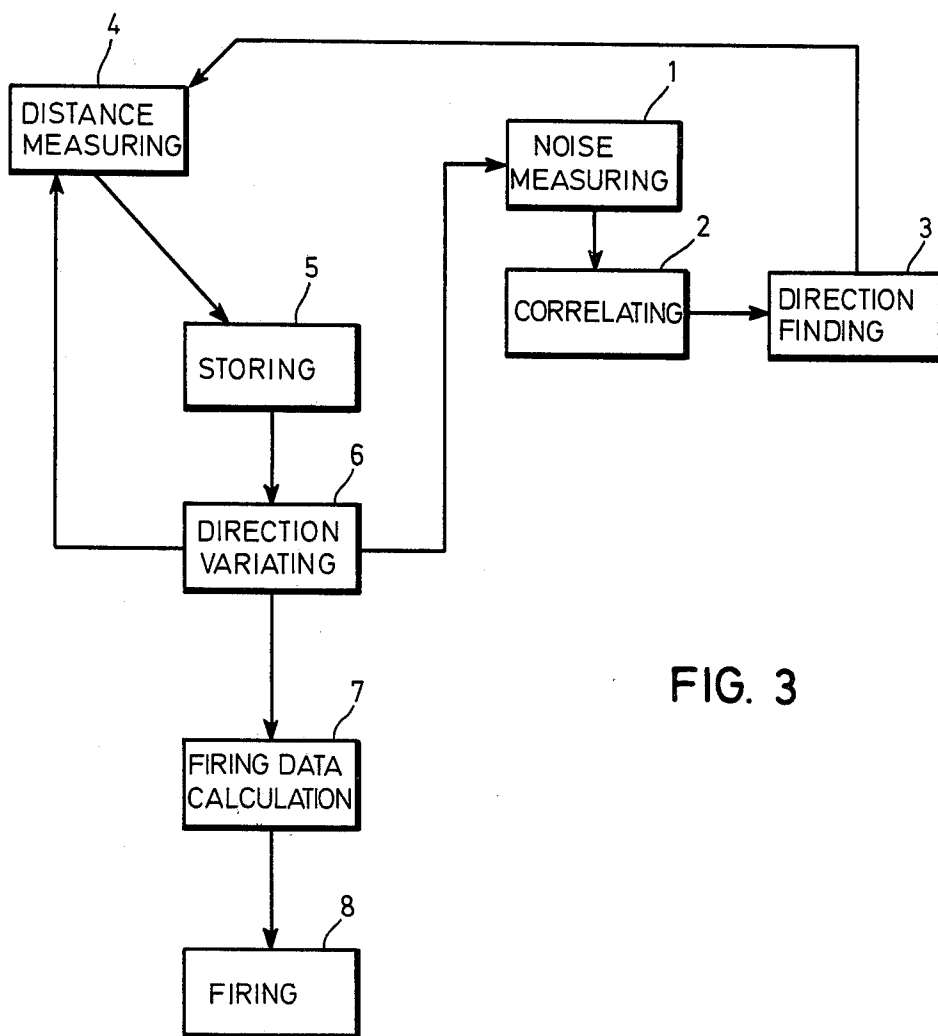 4
DISTANCE
MEASURING
1
NOISE
MEASURING
2
CORRELATING
3
DIRECTION
FINDING
5
STORING
6
DIRECTION
VARIATING
7
FIRING DATA
CALCULATION
8
FIRING
FIG. 3